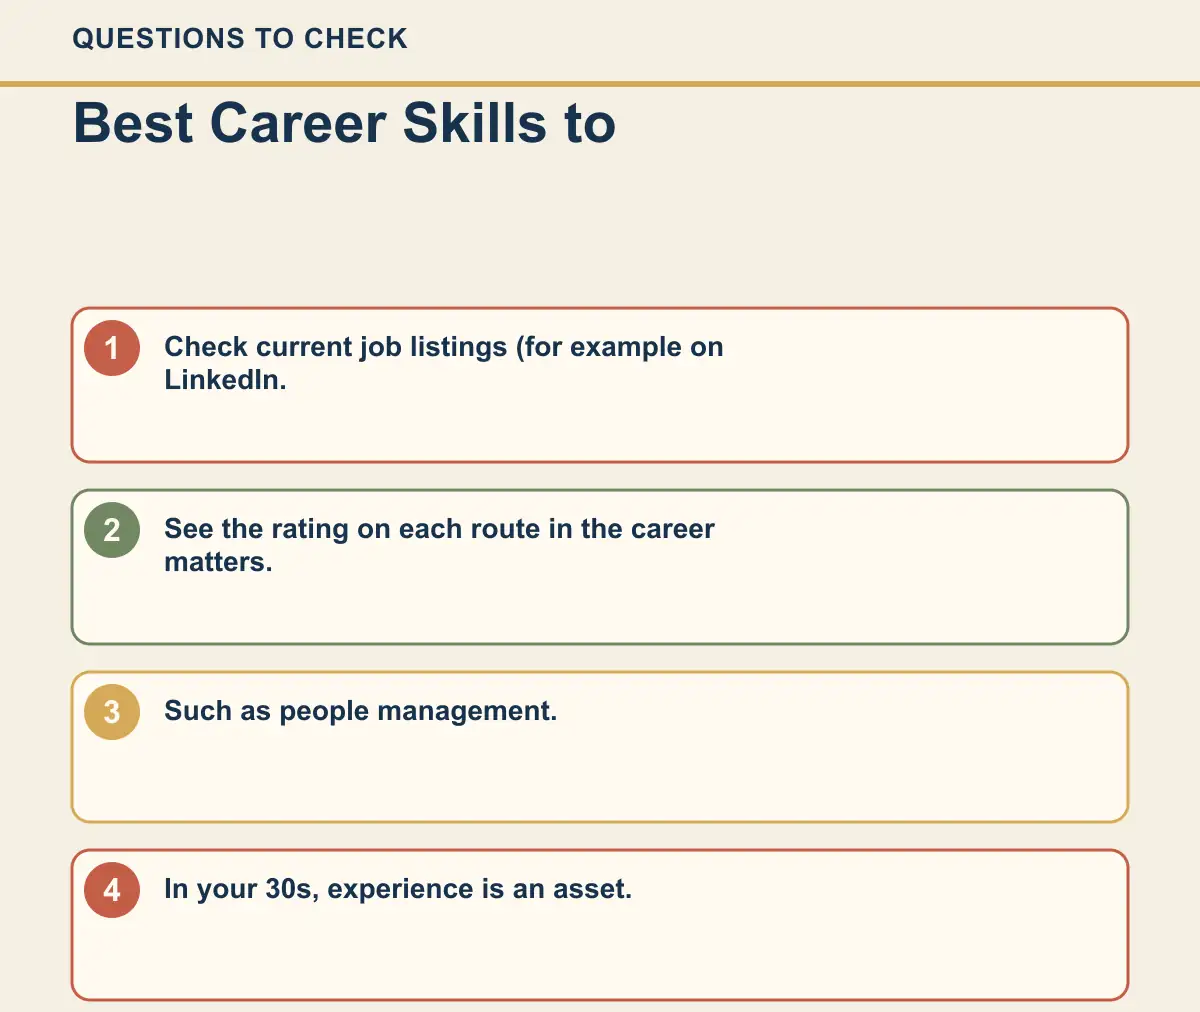 QUESTIONS TO CHECK
Best Career Skills to
1
Check current job listings (for example on
LinkedIn.
2
See the rating on each route in the career
matters.
3
Such as people management.
4
In your 30s, experience is an asset.